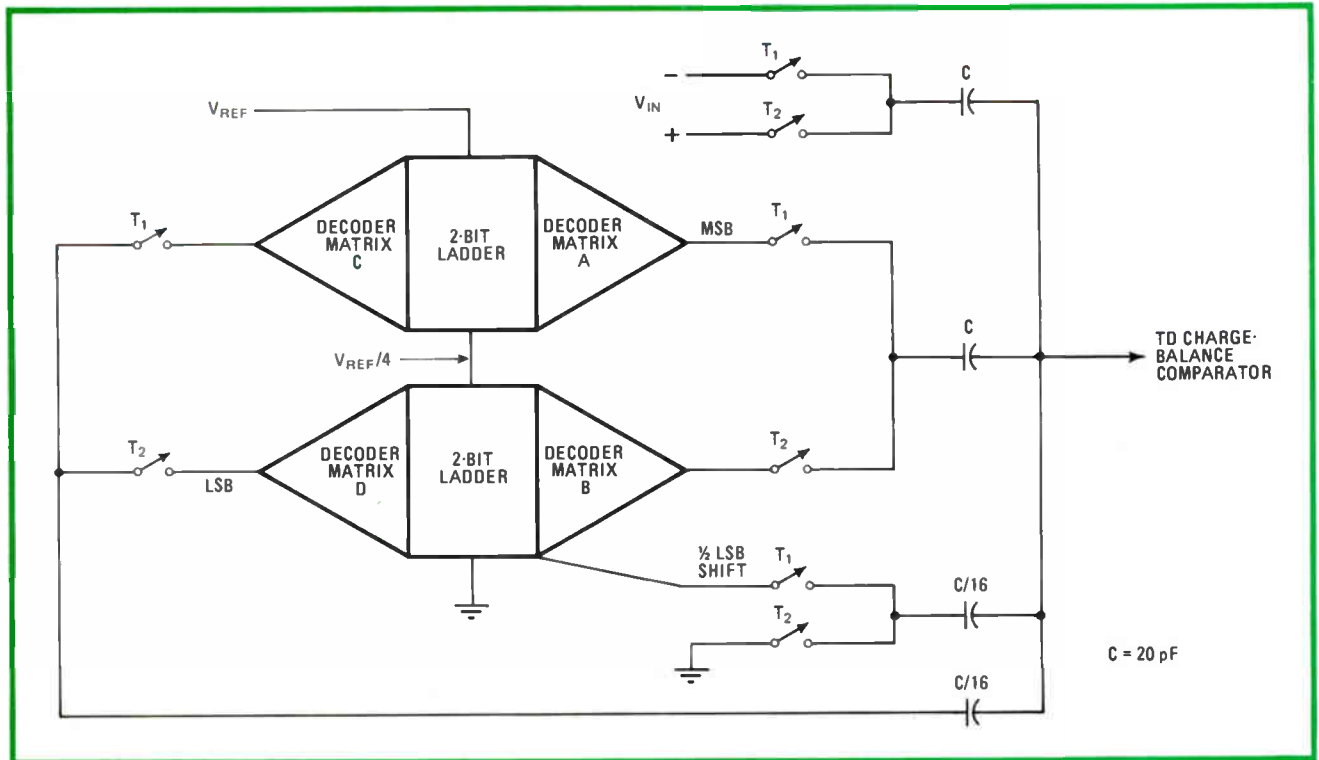 T1
C
−
VIN
T2
+
VREF
T1
DECODER
MATRIX
C
2-BIT
LADDER
DECODER
MATRIX
A
MSB
T1
C
TD CHARGE-
BALANCE
COMPARATOR
VREF/4
T2
LSB
DECODER
MATRIX
D
2-BIT
LADDER
DECODER
MATRIX
B
T2
½ LSB
SHIFT
T1
C/16
T2
C = 20 pF
C/16